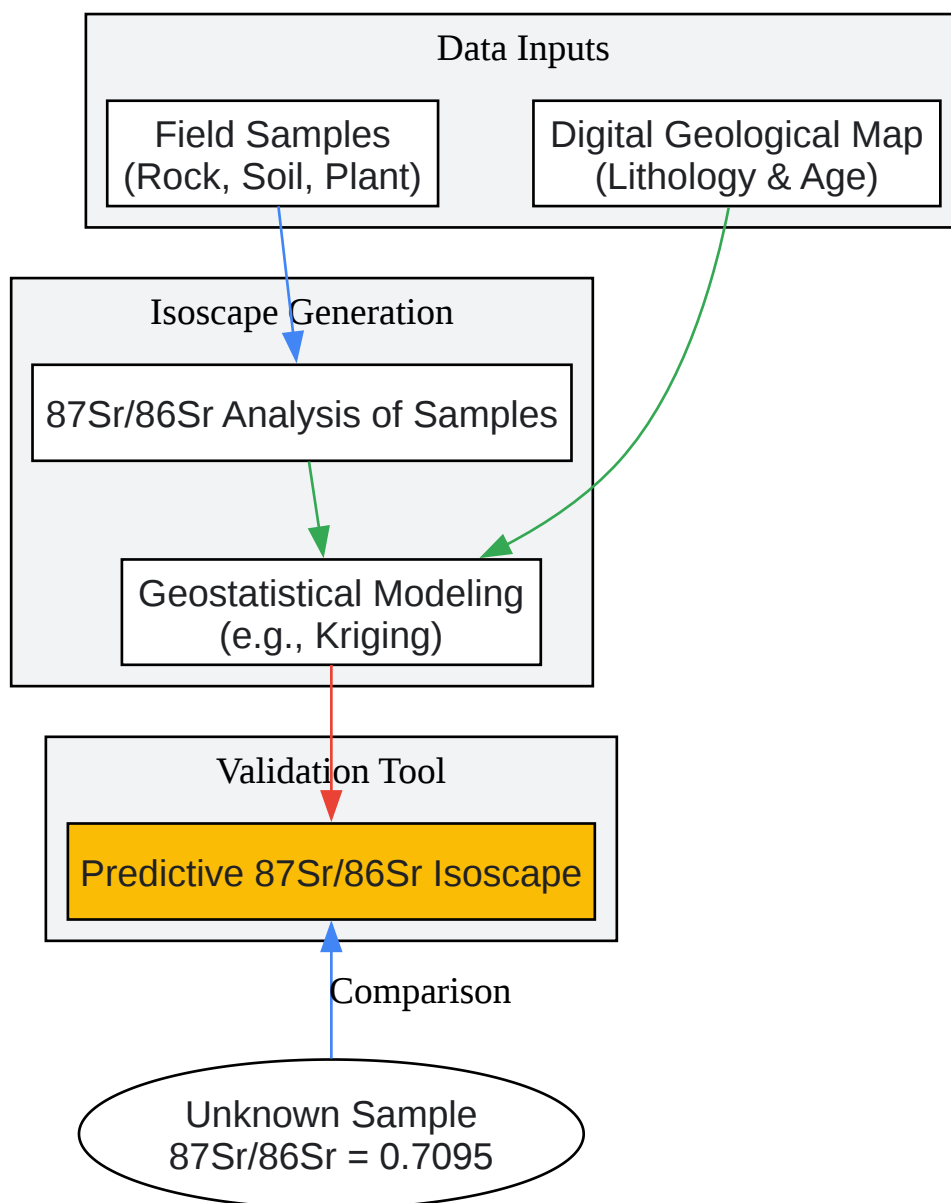 Data Inputs
Field Samples
(Rock, Soil, Plant)
Digital Geological Map
(Lithology & Age)
Isoscape Generation
87Sr/86Sr Analysis of Samples
Geostatistical Modeling
(e.g., Kriging)
Validation Tool
Predictive 87Sr/86Sr Isoscape
Comparison
Unknown Sample
87Sr/86Sr = 0.7095